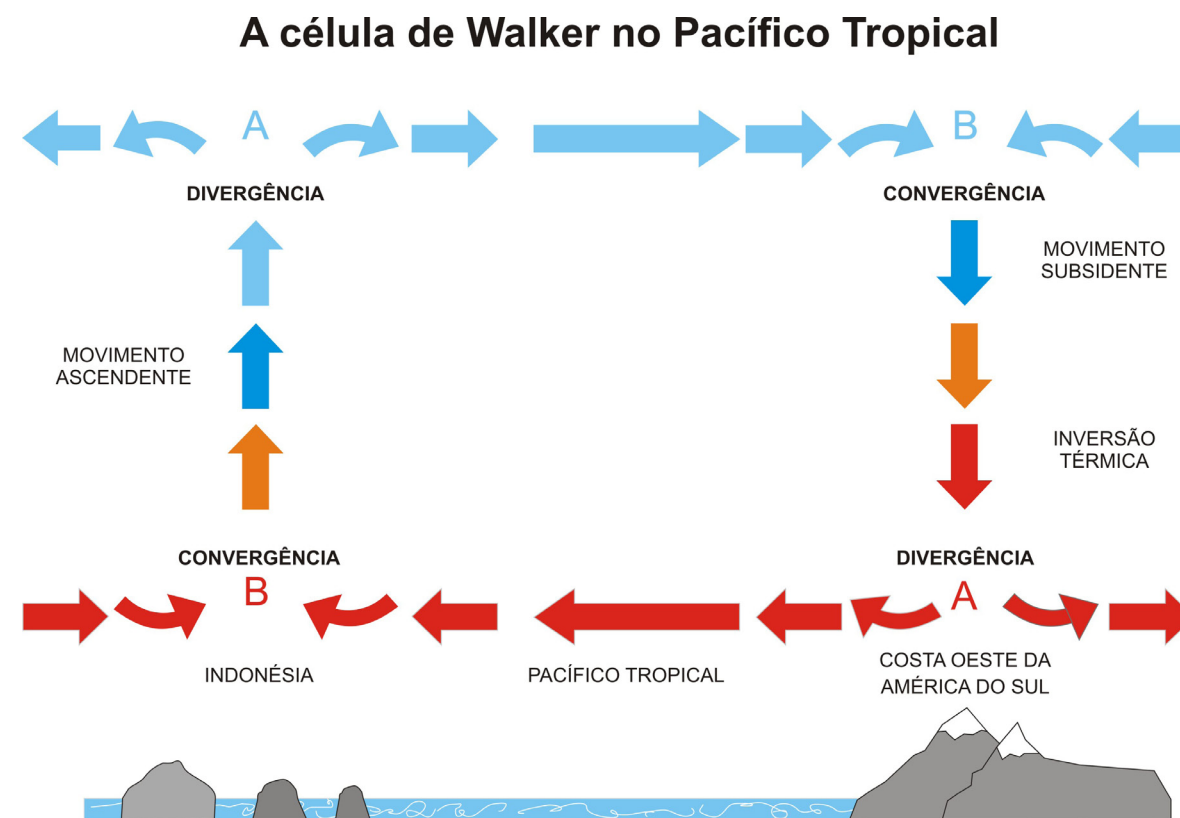 A célula de Walker no Pacífico Tropical
A
B
DIVERGÊNCIA
CONVERGÊNCIA
MOVIMENTO
SUBSIDENTE
MOVIMENTO
ASCENDENTE
INVERSÃO
TÉRMICA
CONVERGÊNCIA
B
DIVERGÊNCIA
A
INDONÉSIA
PACÍFICO TROPICAL
COSTA OESTE DA
AMÉRICA DO SUL